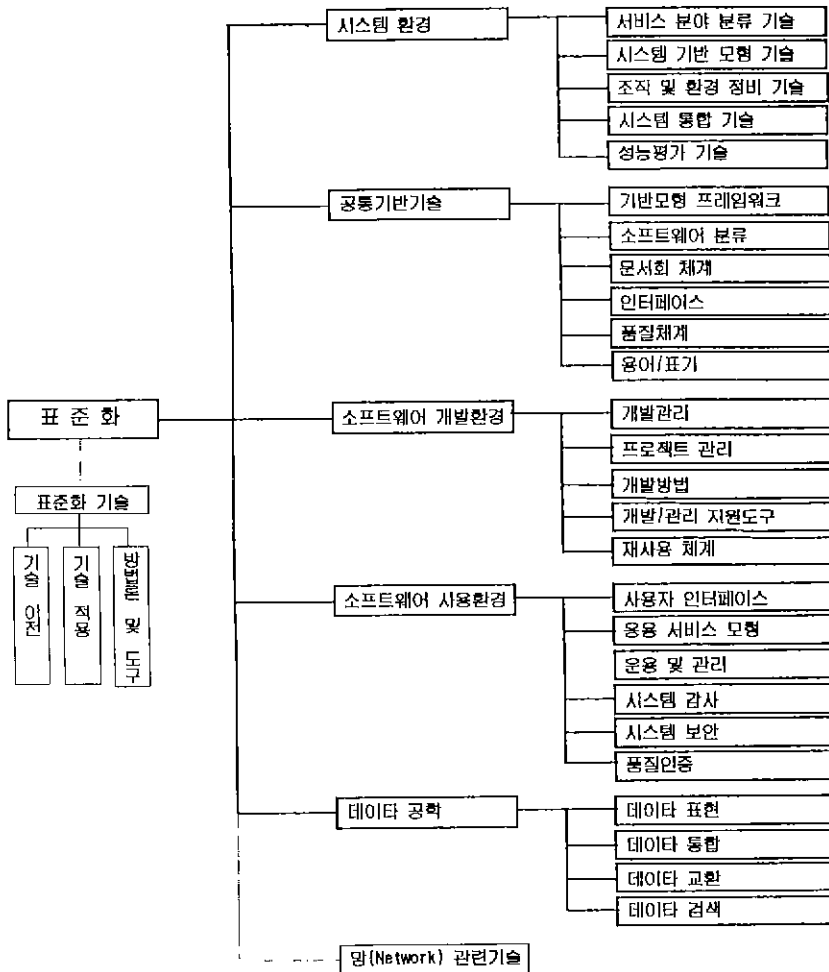 시스템 환경
서비스 분야 분류 기술
시스템 기반 모형 기술
조직 및 환경 정비 기술
시스템 통합 기술
성능평가 기술
공통기반기술
기반모형 프레임워크
소프트웨어 분류
문서회 체계
인터페이스
품질체계
용어/표기
표 준 화
표준화 기술
기술 이전
기술 적용
방법론 및 도구
소프트웨어 개발환경
개발관리
프로젝트 관리
개발방법
개발/관리 지원도구
재사용 체계
소프트웨어 사용환경
사용자 인터페이스
응용 서비스 모형
운용 및 관리
시스템 감사
시스템 보안
품질인증
데이타 공학
데이타 표현
데이타 통합
데이타 교환
데이타 검색
망(Network) 관련기술